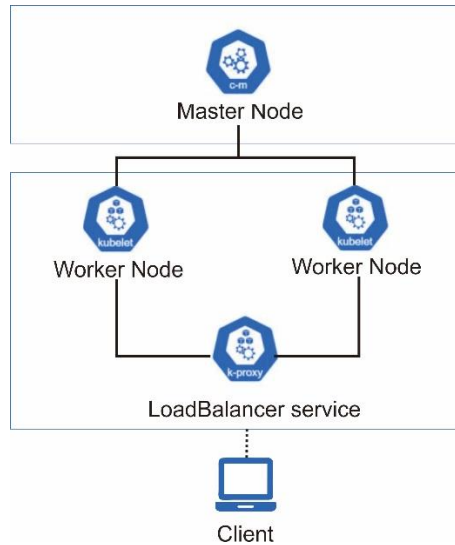 c-m
Master Node
kubelet
kubelet
Worker Node
Worker Node
k-proxy
LoadBalancer service
Client